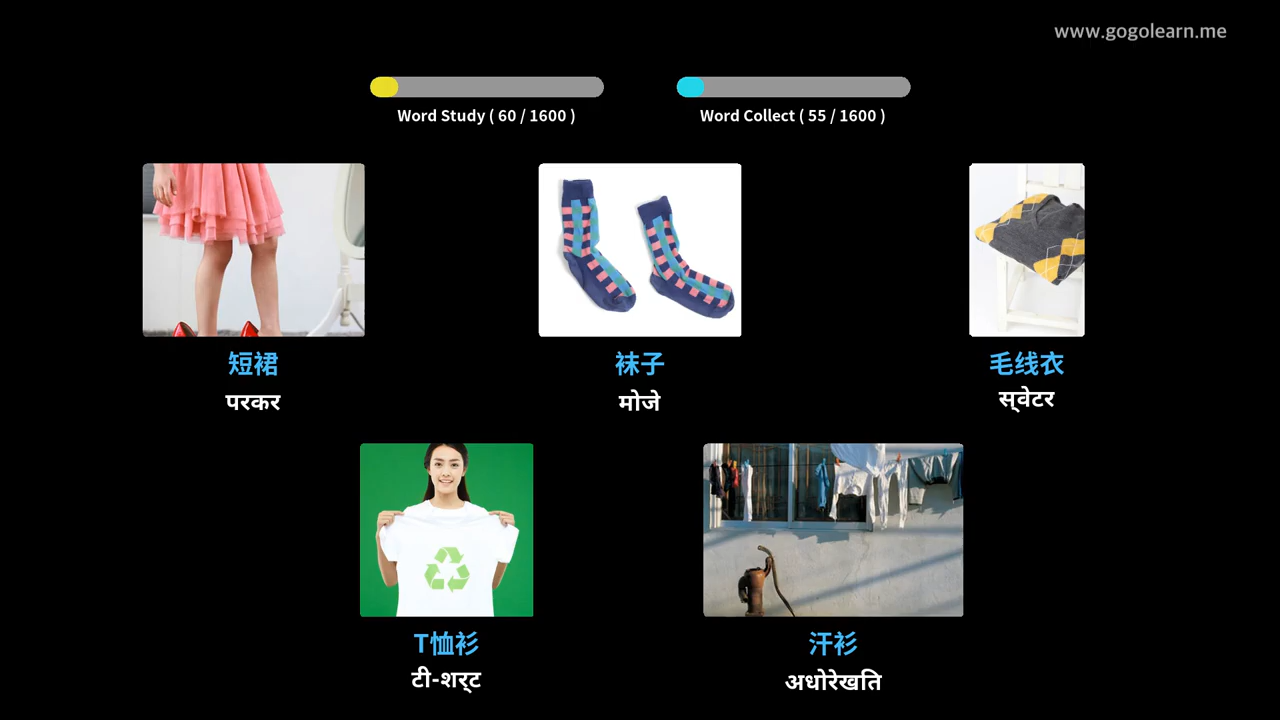 www.gogolearn.me
Word Study ( 60 / 1600 )
Word Collect ( 55 / 1600 )
短裙
परकर
袜子
मोजे
毛线衣
स्‌वेटर
T恤衫
टी-शर्‌ट
汗衫
अधोरेखति